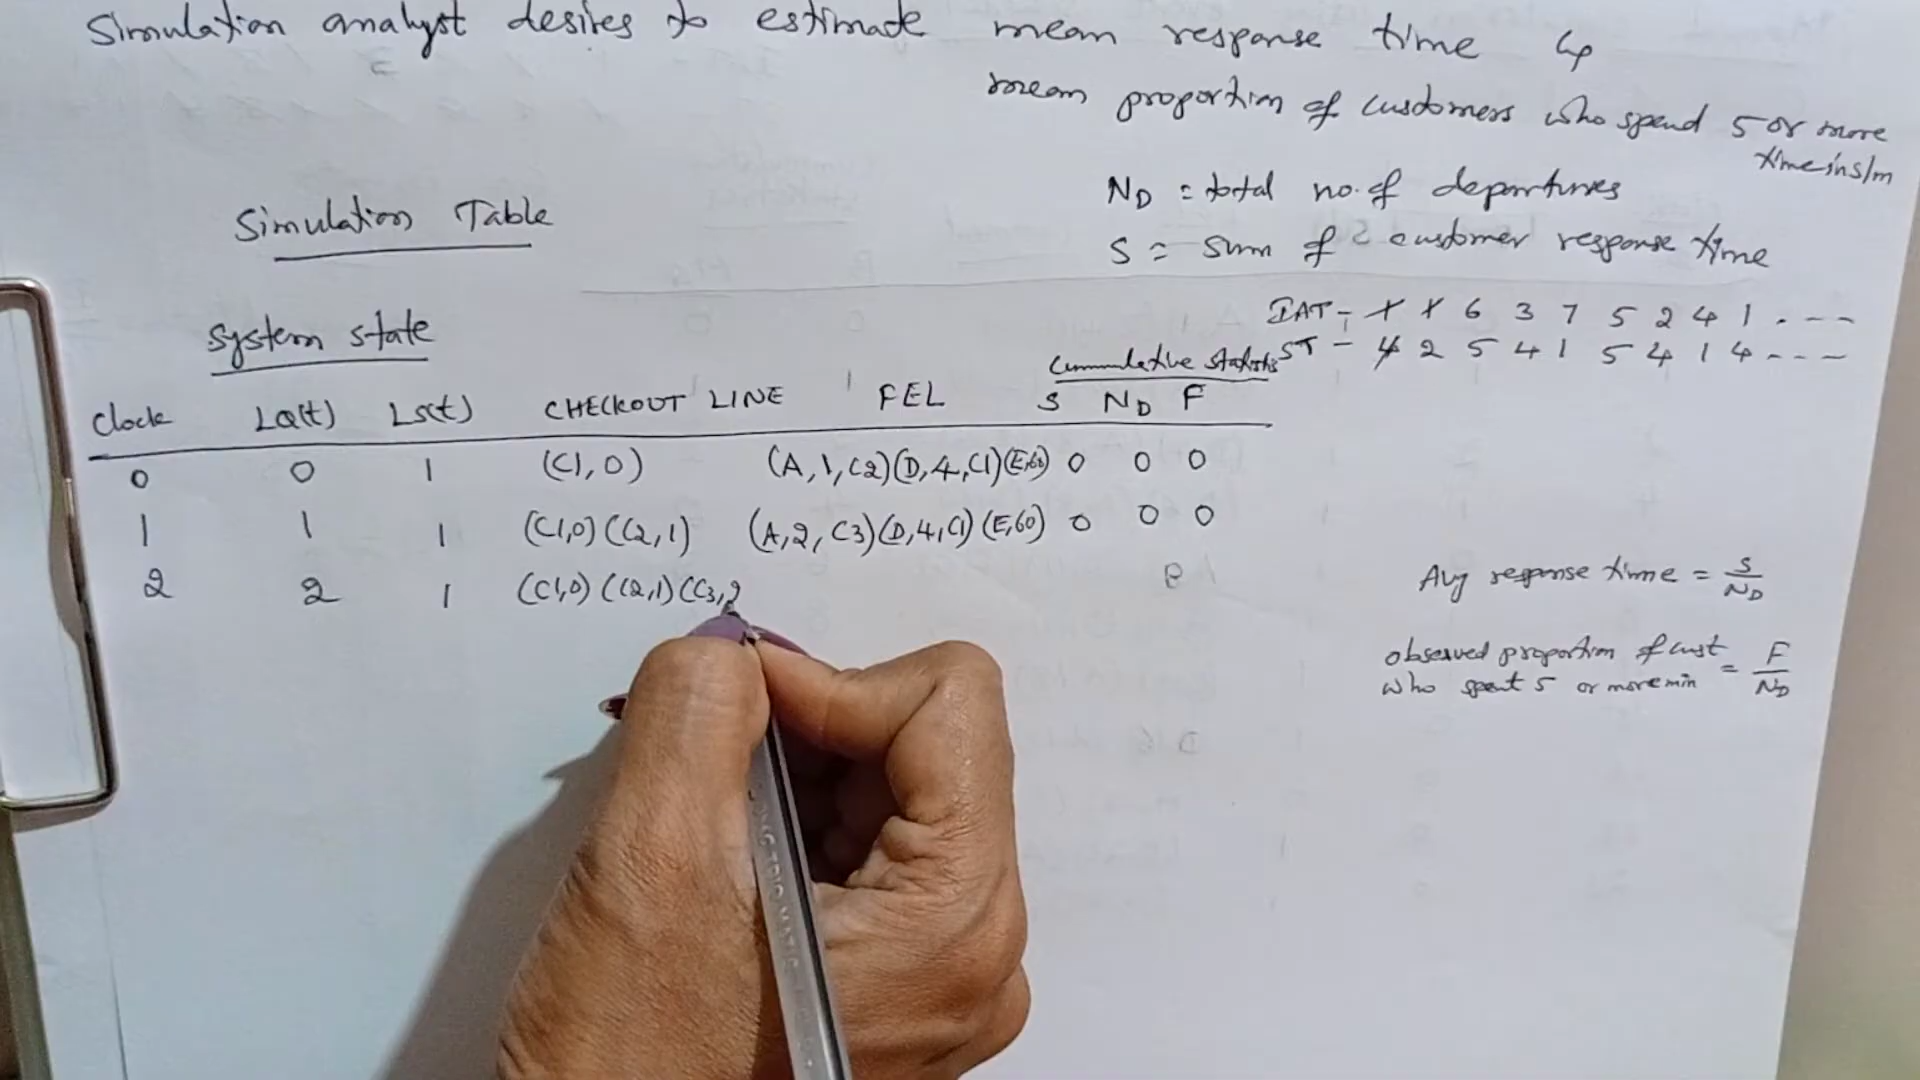 Simulation analyst desires to estimate mean response time &
mean proportion of customers who spend 5 or more
time in s/m
ND = total no. of departures
S = sum of customer response time
Simulation Table
IAT - 1 1 6 3 7 5 2 4 1 . - - -
ST - 4 2 5 4 1 5 4 1 4 - - - -
System state
Cummulative statistics
Clock LQ(t) LS(t) CHECKOUT LINE FEL S ND F
0 0 1 (C1,0) (A,1,C2)(D,4,C1)(E,60) 0 0 0
1 1 1 (C1,0)(C2,1) (A,2,C3)(D,4,C1)(E,60) 0 0 0
2 2 1 (C1,0)(C2,1)(C3,2
Avg response time = S/ND
observed proportion of cust
who spent 5 or more min = F/ND